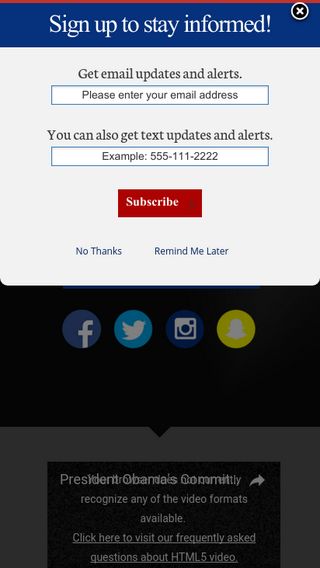 Sign up to stay informed!
Get email updates and alerts.
Please enter your email address
You can also get text updates and alerts.
Example: 555-111-2222
Subscribe
No Thanks
Remind Me Later
President Obama's Commit...
Your browser does not currently
recognize any of the video formats
available.
Click here to visit our frequently asked
questions about HTML5 video.